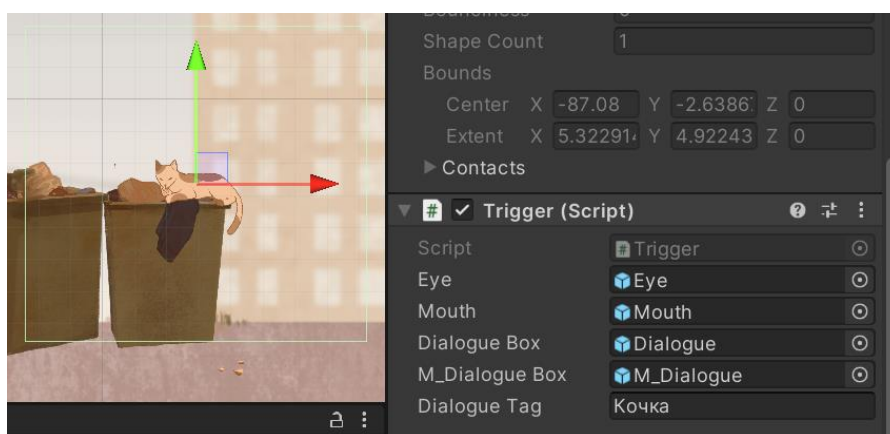 Shape Count 1
Bounds
Center X -87.08 Y -2.6386 Z 0
Extent X 5.32291 Y 4.92243 Z 0
Contacts
# Trigger (Script)
Script # Trigger
Eye Eye
Mouth Mouth
Dialogue Box Dialogue
M_Dialogue Box M_Dialogue
Dialogue Tag Кочка